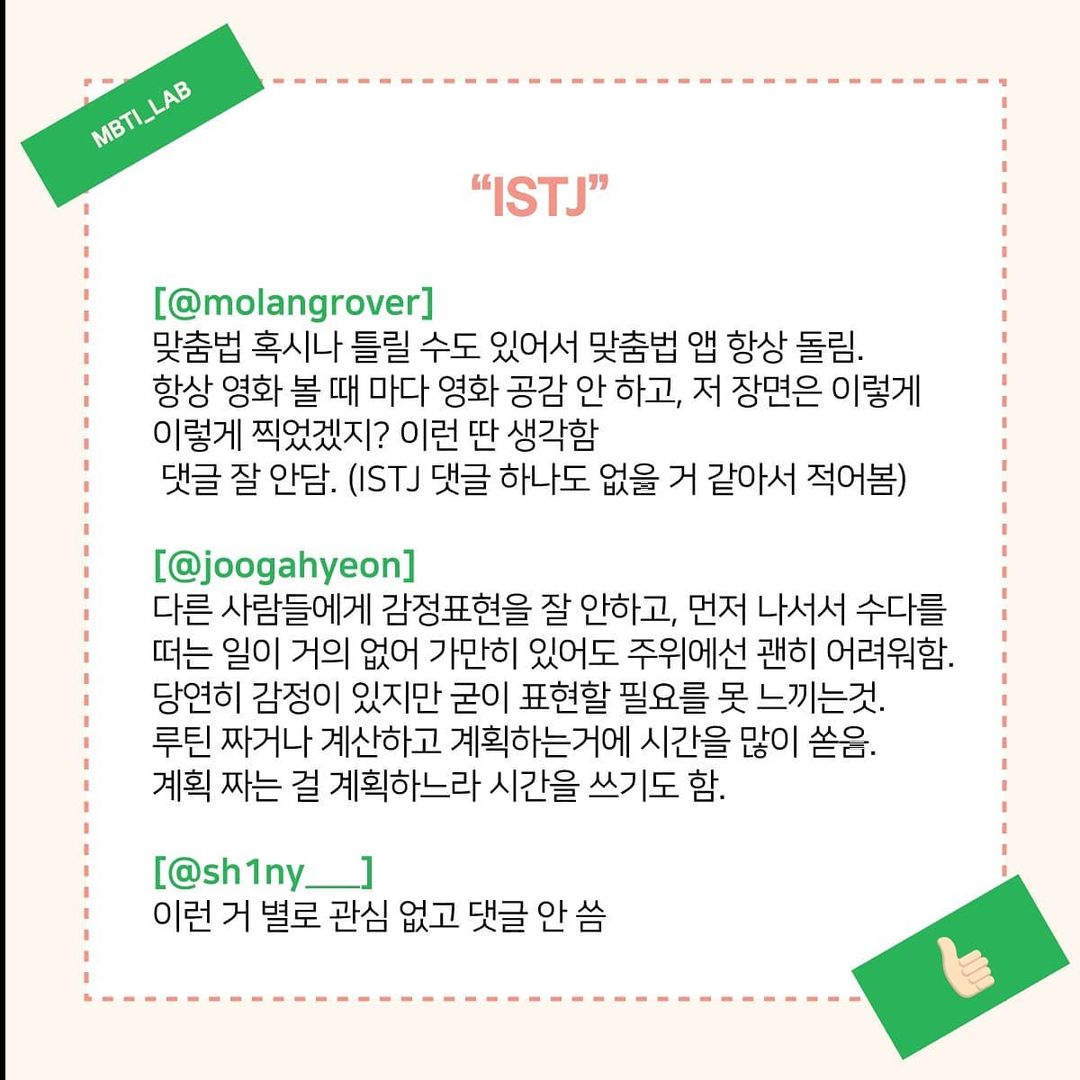 MBTI_LAB
“ISTJ”
[@molangrover]
맞춤법 혹시나 틀릴 수도 있어서 맞춤법 앱 항상 돌림.
항상 영화 볼 때 마다 영화 공감 안 하고, 저 장면은 이렇게
이렇게 찍었겠지? 이런 딴 생각함
댓글 잘 안담. (ISTJ 댓글 하나도 없을 거 같아서 적어봄)
[@joogahyeon]
다른 사람들에게 감정표현을 잘 안하고, 먼저 나서서 수다를
떠는 일이 거의 없어 가만히 있어도 주위에선 괜히 어려워함.
당연히 감정이 있지만 굳이 표현할 필요를 못 느끼는것.
루틴 짜거나 계산하고 계획하는거에 시간을 많이 쏟음.
계획 짜는 걸 계획하느라 시간을 쓰기도 함.
[@sh1ny___]
이런 거 별로 관심 없고 댓글 안 씀